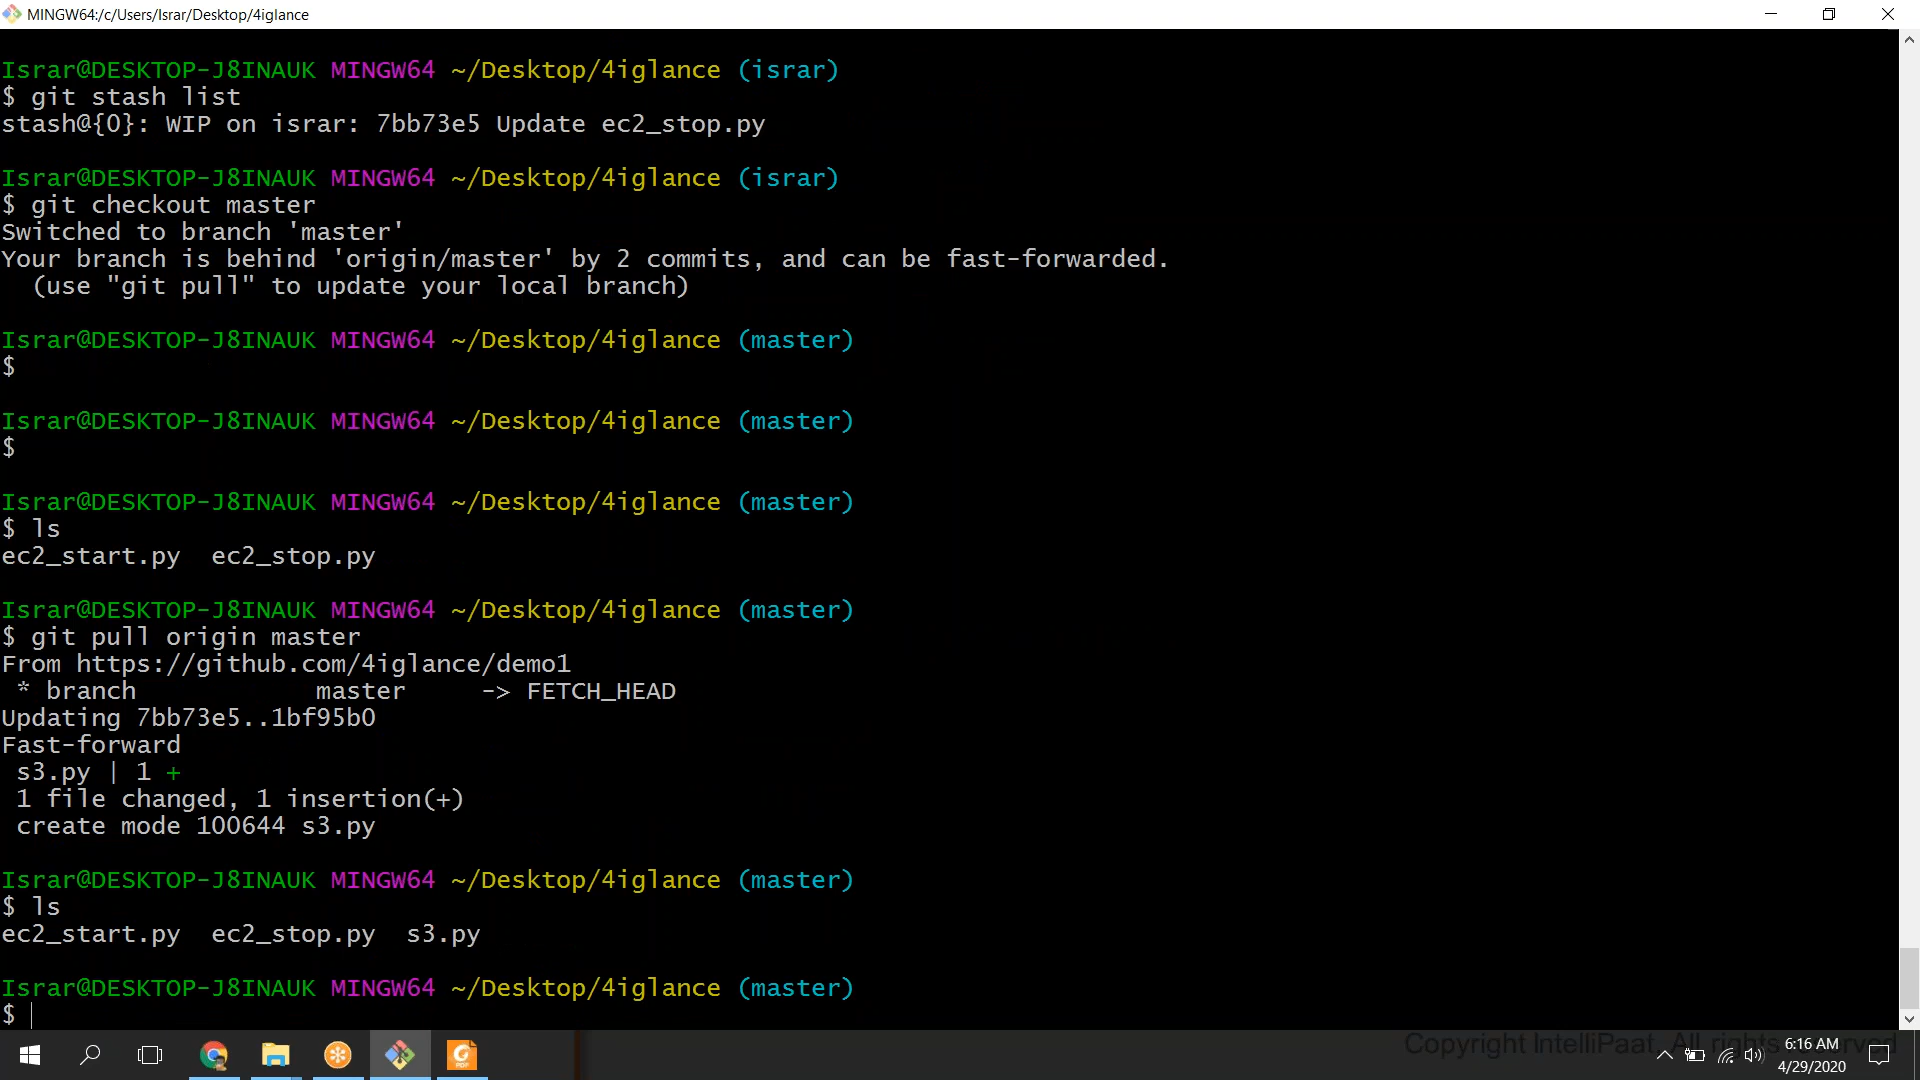 MINGW64:/c/Users/Israr/Desktop/4iglance
Israr@DESKTOP-J8INAUK MINGW64 ~/Desktop/4iglance (israr)
$ git stash list
stash@{0}: WIP on israr: 7bb73e5 Update ec2_stop.py
Israr@DESKTOP-J8INAUK MINGW64 ~/Desktop/4iglance (israr)
$ git checkout master
Switched to branch 'master'
Your branch is behind 'origin/master' by 2 commits, and can be fast-forwarded.
  (use "git pull" to update your local branch)
Israr@DESKTOP-J8INAUK MINGW64 ~/Desktop/4iglance (master)
$
Israr@DESKTOP-J8INAUK MINGW64 ~/Desktop/4iglance (master)
$
Israr@DESKTOP-J8INAUK MINGW64 ~/Desktop/4iglance (master)
$ ls
ec2_start.py  ec2_stop.py
Israr@DESKTOP-J8INAUK MINGW64 ~/Desktop/4iglance (master)
$ git pull origin master
From https://github.com/4iglance/demo1
 * branch            master     -> FETCH_HEAD
Updating 7bb73e5..1bf95b0
Fast-forward
 s3.py | 1 +
 1 file changed, 1 insertion(+)
 create mode 100644 s3.py
Israr@DESKTOP-J8INAUK MINGW64 ~/Desktop/4iglance (master)
$ ls
ec2_start.py  ec2_stop.py  s3.py
Israr@DESKTOP-J8INAUK MINGW64 ~/Desktop/4iglance (master)
$
Copyright IntelliPaat, All rights reserved
6:16 AM
4/29/2020
PDF